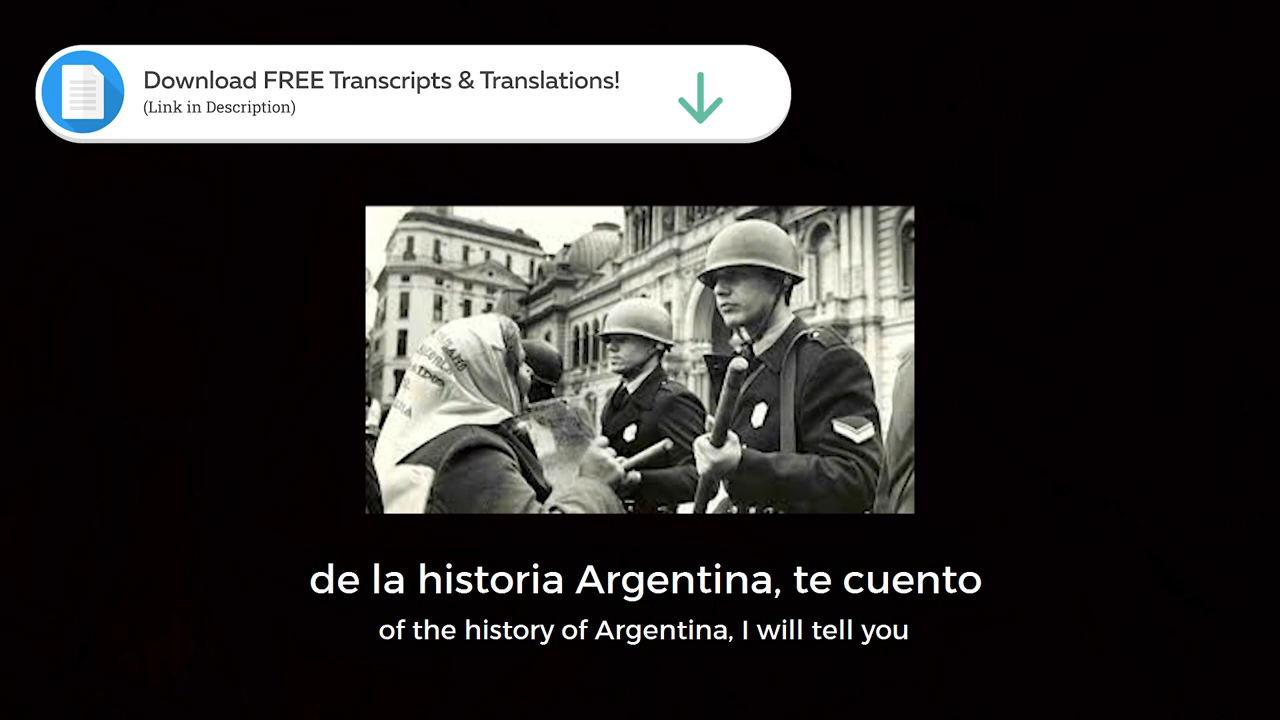 Download FREE Transcripts & Translations!
(Link in Description)
de la historia Argentina, te cuento
of the history of Argentina, I will tell you